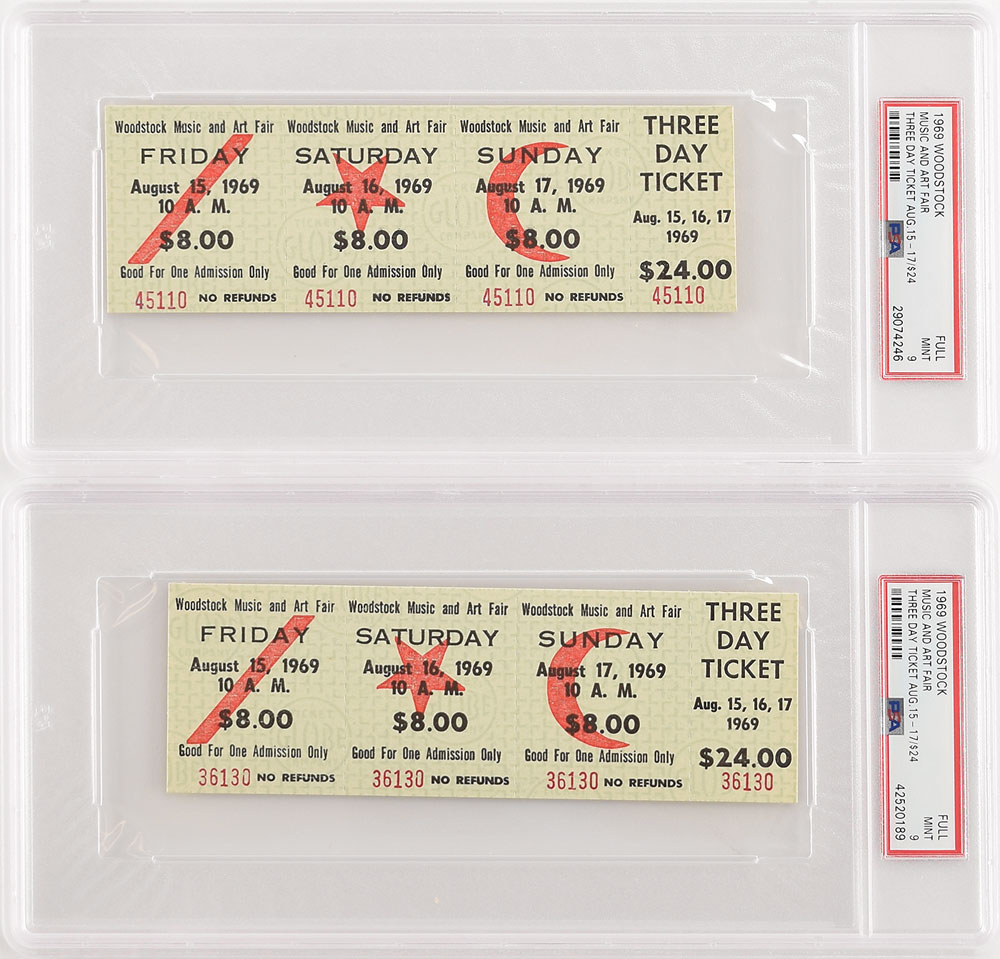 Woodstock Music and Art Fair
FRIDAY
August 15, 1969
10 A. M.
$8.00
Good For One Admission Only
45110 NO REFUNDS
Woodstock Music and Art Fair
SATURDAY
August 16, 1969
10 A. M.
$8.00
Good For One Admission Only
45110 NO REFUNDS
Woodstock Music and Art Fair
SUNDAY
August 17, 1969
10 A. M.
$8.00
Good For One Admission Only
45110 NO REFUNDS
THREE
DAY
TICKET
Aug. 15, 16, 17
1969
$24.00
45110
1969 WOODSTOCK
MUSIC AND ART FAIR
THREE DAY TICKET AUG.15 - 17/$24
FULL
MINT
9
PSA
29074246
Woodstock Music and Art Fair
FRIDAY
August 15, 1969
10 A. M.
$8.00
Good For One Admission Only
36130 NO REFUNDS
Woodstock Music and Art Fair
SATURDAY
August 16, 1969
10 A. M.
$8.00
Good For One Admission Only
36130 NO REFUNDS
Woodstock Music and Art Fair
SUNDAY
August 17, 1969
10 A. M.
$8.00
Good For One Admission Only
36130 NO REFUNDS
THREE
DAY
TICKET
Aug. 15, 16, 17
1969
$24.00
36130
1969 WOODSTOCK
MUSIC AND ART FAIR
THREE DAY TICKET AUG.15 - 17/$24
FULL
MINT
9
PSA
42520189